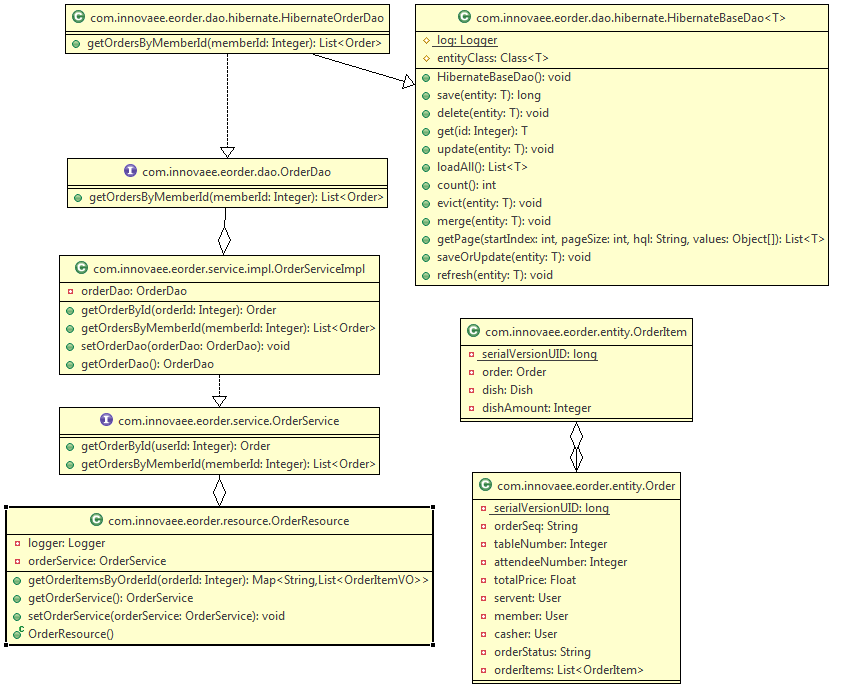 com.innovaee.eorder.dao.hibernate.HibernateOrderDao
getOrdersByMemberId(memberId: Integer): List<Order>
com.innovaee.eorder.dao.hibernate.HibernateBaseDao<T>
log: Logger
entityClass: Class<T>
HibernateBaseDao(): void
save(entity: T): long
delete(entity: T): void
get(id: Integer): T
update(entity: T): void
loadAll(): List<T>
count(): int
evict(entity: T): void
merge(entity: T): void
getPage(startIndex: int, pageSize: int, hql: String, values: Object[]): List<T>
saveOrUpdate(entity: T): void
refresh(entity: T): void
com.innovaee.eorder.dao.OrderDao
getOrdersByMemberId(memberId: Integer): List<Order>
com.innovaee.eorder.service.impl.OrderServiceImpl
orderDao: OrderDao
getOrderById(orderId: Integer): Order
getOrdersByMemberId(memberId: Integer): List<Order>
setOrderDao(orderDao: OrderDao): void
getOrderDao(): OrderDao
com.innovaee.eorder.service.OrderService
getOrderById(userId: Integer): Order
getOrdersByMemberId(memberId: Integer): List<Order>
com.innovaee.eorder.resource.OrderResource
logger: Logger
orderService: OrderService
getOrderItemsByOrderId(orderId: Integer): Map<String,List<OrderItemVO>>
getOrderService(): OrderService
setOrderService(orderService: OrderService): void
OrderResource()
com.innovaee.eorder.entity.OrderItem
serialVersionUID: long
order: Order
dish: Dish
dishAmount: Integer
com.innovaee.eorder.entity.Order
serialVersionUID: long
orderSeq: String
tableNumber: Integer
attendeeNumber: Integer
totalPrice: Float
servent: User
member: User
casher: User
orderStatus: String
orderItems: List<OrderItem>